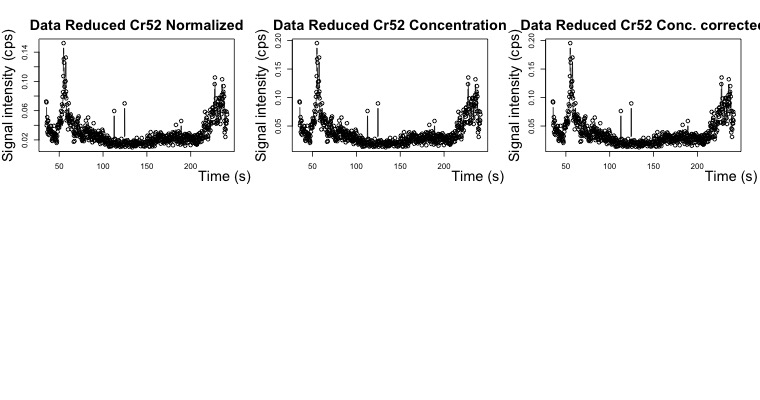 Data Reduced Cr52 Normalized
Signal intensity (cps)
0.02
0.06
0.10
0.14
50
100
150
200
Time (s)
Data Reduced Cr52 Concentration
Signal intensity (cps)
0.05
0.10
0.15
0.20
50
100
150
200
Time (s)
Data Reduced Cr52 Conc. corrected
Signal intensity (cps)
0.05
0.10
0.15
0.20
50
100
150
200
Time (s)